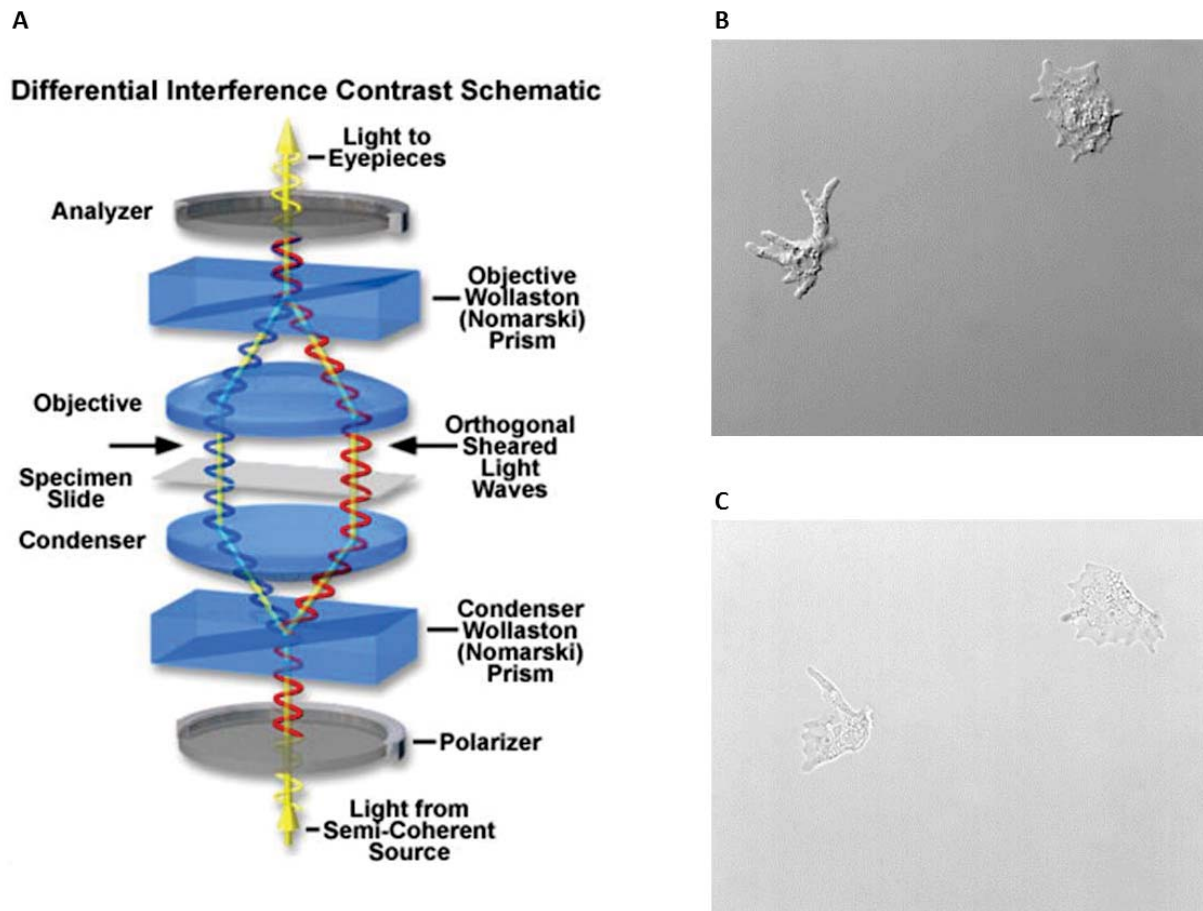 A
Differential Interference Contrast Schematic
Light to
Eyepieces
Analyzer
Objective
Wollaston
(Nomarski)
Prism
Objective
Orthogonal
Sheared
Light
Waves
Specimen
Slide
Condenser
Condenser
Wollaston
(Nomarski)
Prism
Polarizer
Light from
Semi-Coherent
Source
B
C